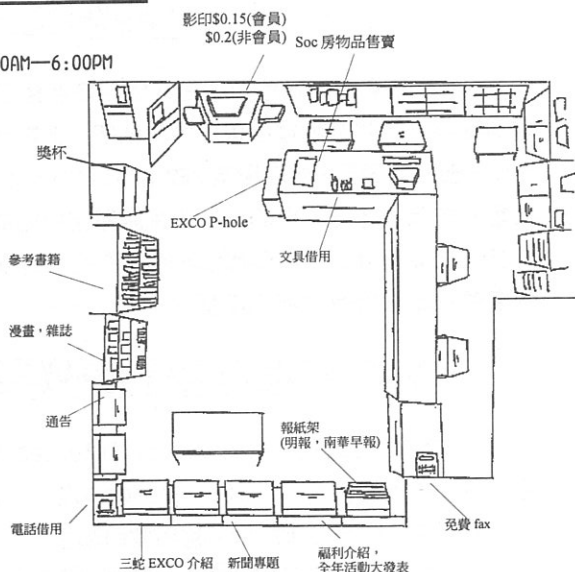 影印$0.15(會員)
$0.2(非會員)
Soc 房物品售賣
0AM—6:00PM
獎杯
EXCO P-hole
文具借用
參考書籍
漫畫，雜誌
通告
報紙架
(明報，南華早報)
電話借用
免費 fax
三蛇 EXCO 介紹
新聞專題
福利介紹，
全年活動大發表